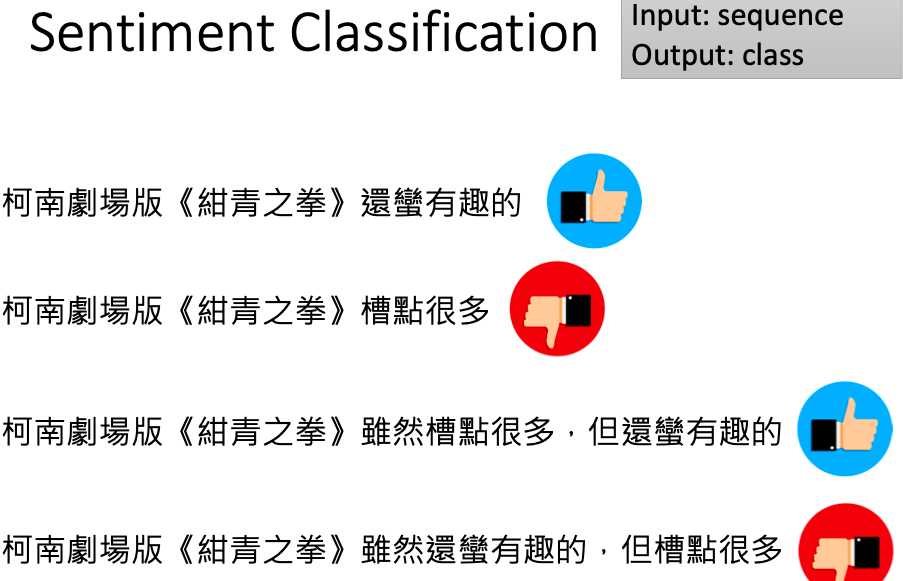 Sentiment Classification
Input: sequence
Output: class
柯南劇場版《紺青之拳》還蠻有趣的
柯南劇場版《紺青之拳》槽點很多
柯南劇場版《紺青之拳》雖然槽點很多，但還蠻有趣的
柯南劇場版《紺青之拳》雖然還蠻有趣的，但槽點很多